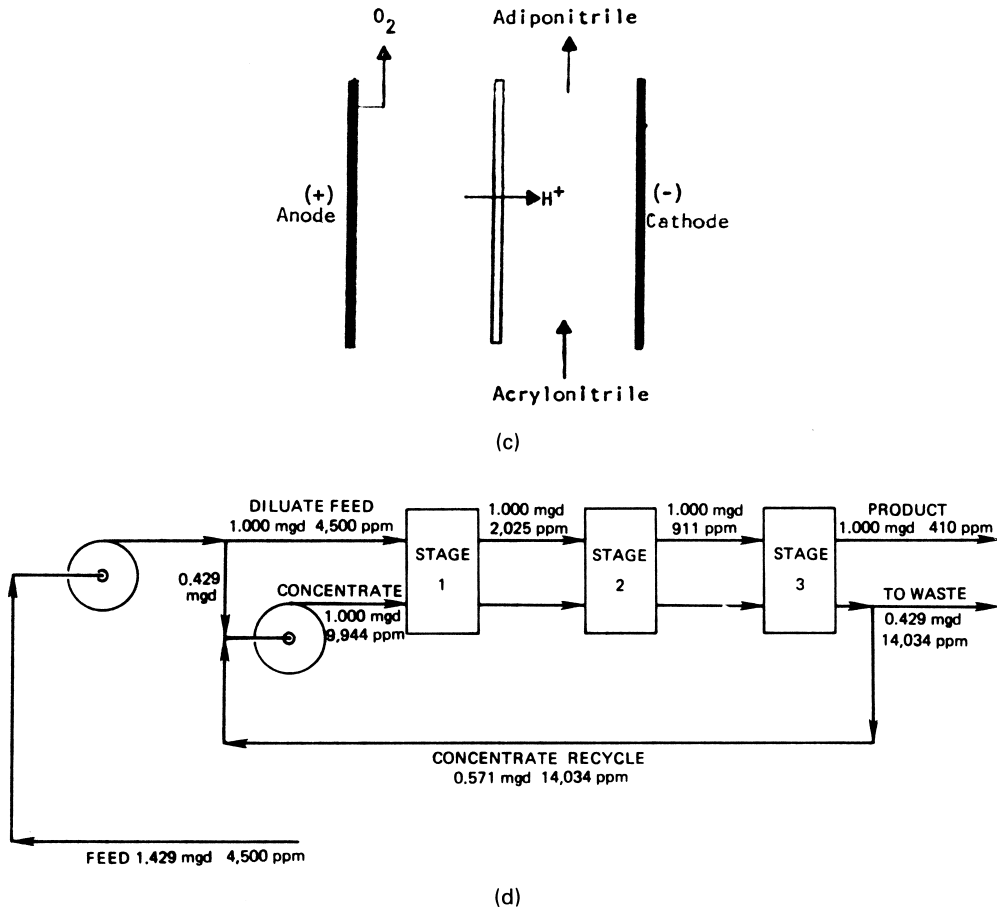 O2
Adiponitrile
(+)
Anode
H+
(-)
Cathode
Acrylonitrile
(c)
DILUATE FEED
1.000 mgd 4,500 ppm
1.000 mgd
2,025 ppm
1.000 mgd
911 ppm
PRODUCT
1.000 mgd 410 ppm
STAGE
1
STAGE
2
STAGE
3
0.429
mgd
CONCENTRATE
1.000 mgd
9,944 ppm
TO WASTE
0.429 mgd
14,034 ppm
CONCENTRATE RECYCLE
0.571 mgd 14,034 ppm
FEED 1.429 mgd 4,500 ppm
(d)